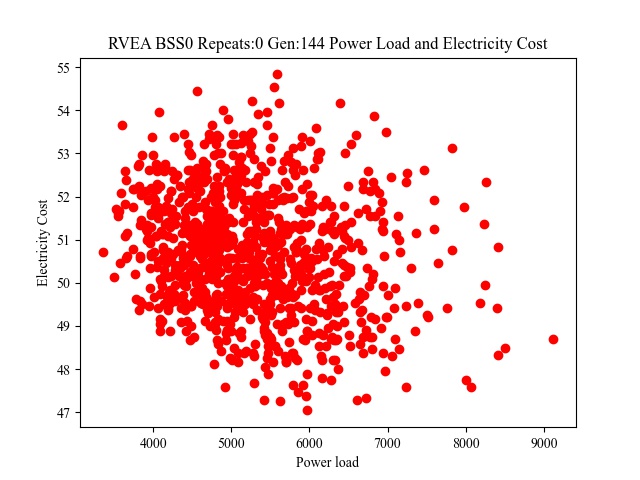 RVEA BSS0 Repeats:0 Gen:144 Power Load and Electricity Cost
55
54
53
52
51
50
49
48
47
Electricity Cost
4000 5000 6000 7000 8000 9000
Power load